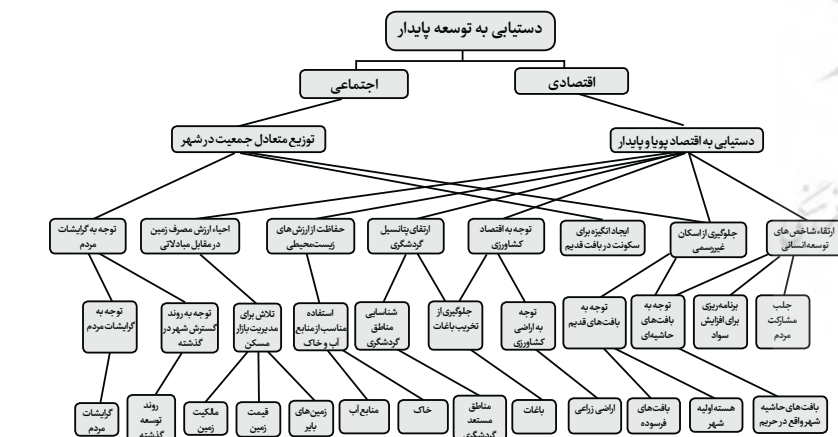 دستیابی به توسعه پایدار
اقتصادی
اجتماعی
دستیابی به اقتصاد پویا و پایدار
توزیع متعادل جمعیت در شهر
ارتقاء شاخص‌های
توسعه انسانی
جلوگیری از اسکان
غیررسمی
ایجاد انگیزه برای
سکونت در بافت قدیم
توجه به اقتصاد
کشاورزی
ارتقای پتانسیل
گردشگری
حفاظت از ارزش‌های
زیست‌محیطی
احیاء ارزش مصرف زمین
در مقابل مبادلاتی
توجه به گرایشات
مردم
جلب
مشارکت
مردم
برنامه‌ریزی
برای افزایش
سواد
توجه به
بافت‌های
حاشیه‌ای
توجه به
بافت‌های قدیم
توجه
به اراضی
کشاورزی
جلوگیری از
تخریب باغات
شناسایی
مناطق
گردشگری
استفاده
مناسب از منابع
آب و خاک
تلاش برای
مدیریت بازار
مسکن
توجه به روند
گسترش شهر در
گذشته
توجه به
گرایشات مردم
بافت‌های حاشیه
شهر واقع در حریم
هسته اولیه
شهر
بافت‌های
فرسوده
اراضی زراعی
باغات
مناطق
مستعد
گردشگری
خاک
منابع آب
زمین‌های
بایر
قیمت
زمین
مالکیت
زمین
روند
توسعه
گذشته
گرایشات
مردم